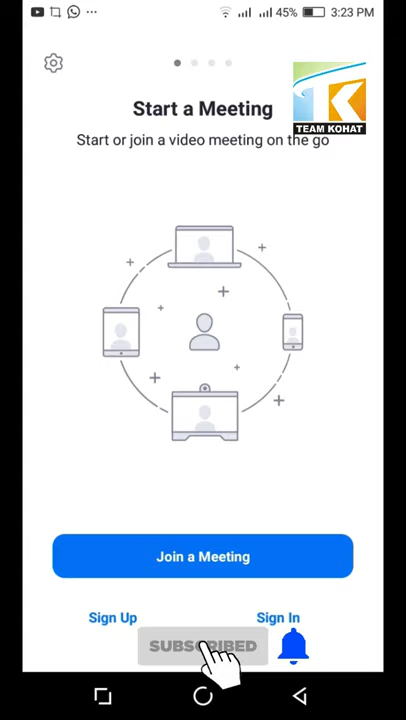 45% 3:23 PM
Start a Meeting
Start or join a video meeting on the go
TK
TEAM KOHAT
Join a Meeting
Sign Up
Sign In
SUBSCRIBED